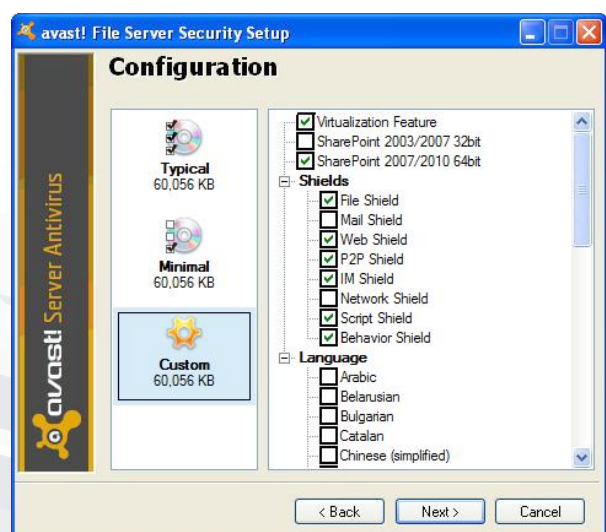 avast! File Server Security Setup
Configuration
avast! Server Antivirus
Typical
60,056 KB
Minimal
60,056 KB
Custom
60,056 KB
Virtualization Feature
SharePoint 2003/2007 32bit
SharePoint 2007/2010 64bit
Shields
File Shield
Mail Shield
Web Shield
P2P Shield
IM Shield
Network Shield
Script Shield
Behavior Shield
Language
Arabic
Belarusian
Bulgarian
Catalan
Chinese (simplified)
< Back
Next >
Cancel